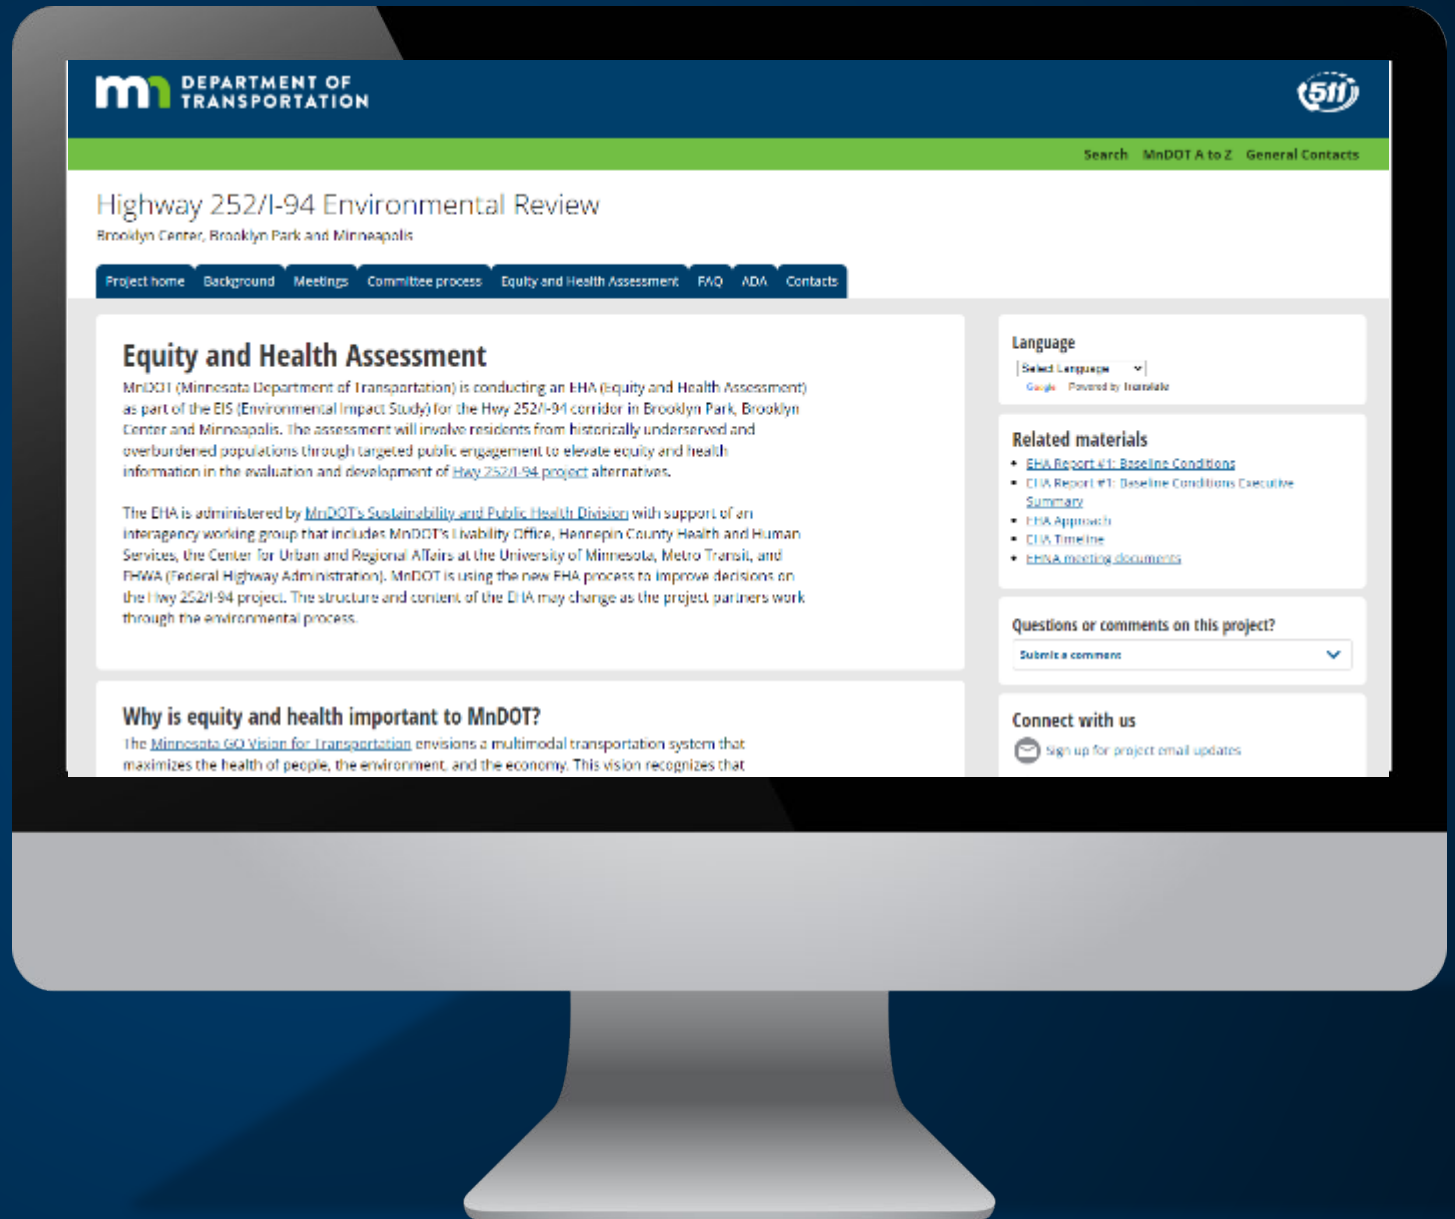 mn DEPARTMENT OF
TRANSPORTATION
511
Search MnDOT A to Z General Contacts
Highway 252/I-94 Environmental Review
Brooklyn Center, Brooklyn Park and Minneapolis
Project home Background Meetings Committee process Equity and Health Assessment FAQ ADA Contacts
Equity and Health Assessment
MnDOT (Minnesota Department of Transportation) is conducting an EHA (Equity and Health Assessment)
as part of the EIS (Environmental Impact Study) for the Hwy 252/I-94 corridor in Brooklyn Park, Brooklyn
Center and Minneapolis. The assessment will involve residents from historically underserved and
overburdened populations through targeted public engagement to elevate equity and health
information in the evaluation and development of Hwy 252/I-94 project alternatives.
The EHA is administered by MnDOT's Sustainability and Public Health Division with support of an
interagency working group that includes MnDOT's Livability Office, Hennepin County Health and Human
Services, the Center for Urban and Regional Affairs at the University of Minnesota, Metro Transit, and
FHWA (Federal Highway Administration). MnDOT is using the new EHA process to improve decisions on
the Hwy 252/I-94 project. The structure and content of the EHA may change as the project partners work
through the environmental process.
Why is equity and health important to MnDOT?
The Minnesota GO Vision for Transportation envisions a multimodal transportation system that
maximizes the health of people, the environment, and the economy. This vision recognizes that
Language
Select Language
Google Powered by Translate
Related materials
EHA Report #1: Baseline Conditions
EHA Report #1: Baseline Conditions Executive
Summary
EHA Approach
EHA Timeline
EHNA meeting documents
Questions or comments on this project?
Submit a comment
Connect with us
Sign up for project email updates